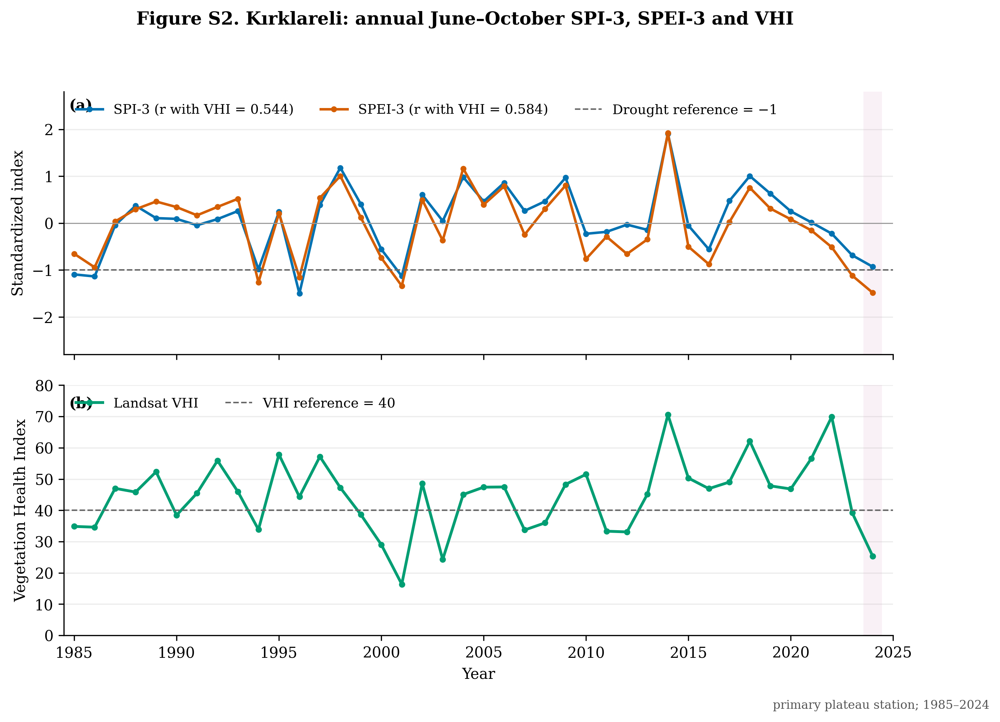 Figure S2. Kırklareli: annual June–October SPI-3, SPEI-3 and VHI
(a)
SPI-3 (r with VHI = 0.544) SPEI-3 (r with VHI = 0.584) Drought reference = −1
2
1
0
−1
−2
Standardized index
80
(b)
Landsat VHI VHI reference = 40
70
60
50
40
30
20
10
0
Vegetation Health Index
1985 1990 1995 2000 2005 2010 2015 2020 2025
Year
primary plateau station; 1985–2024